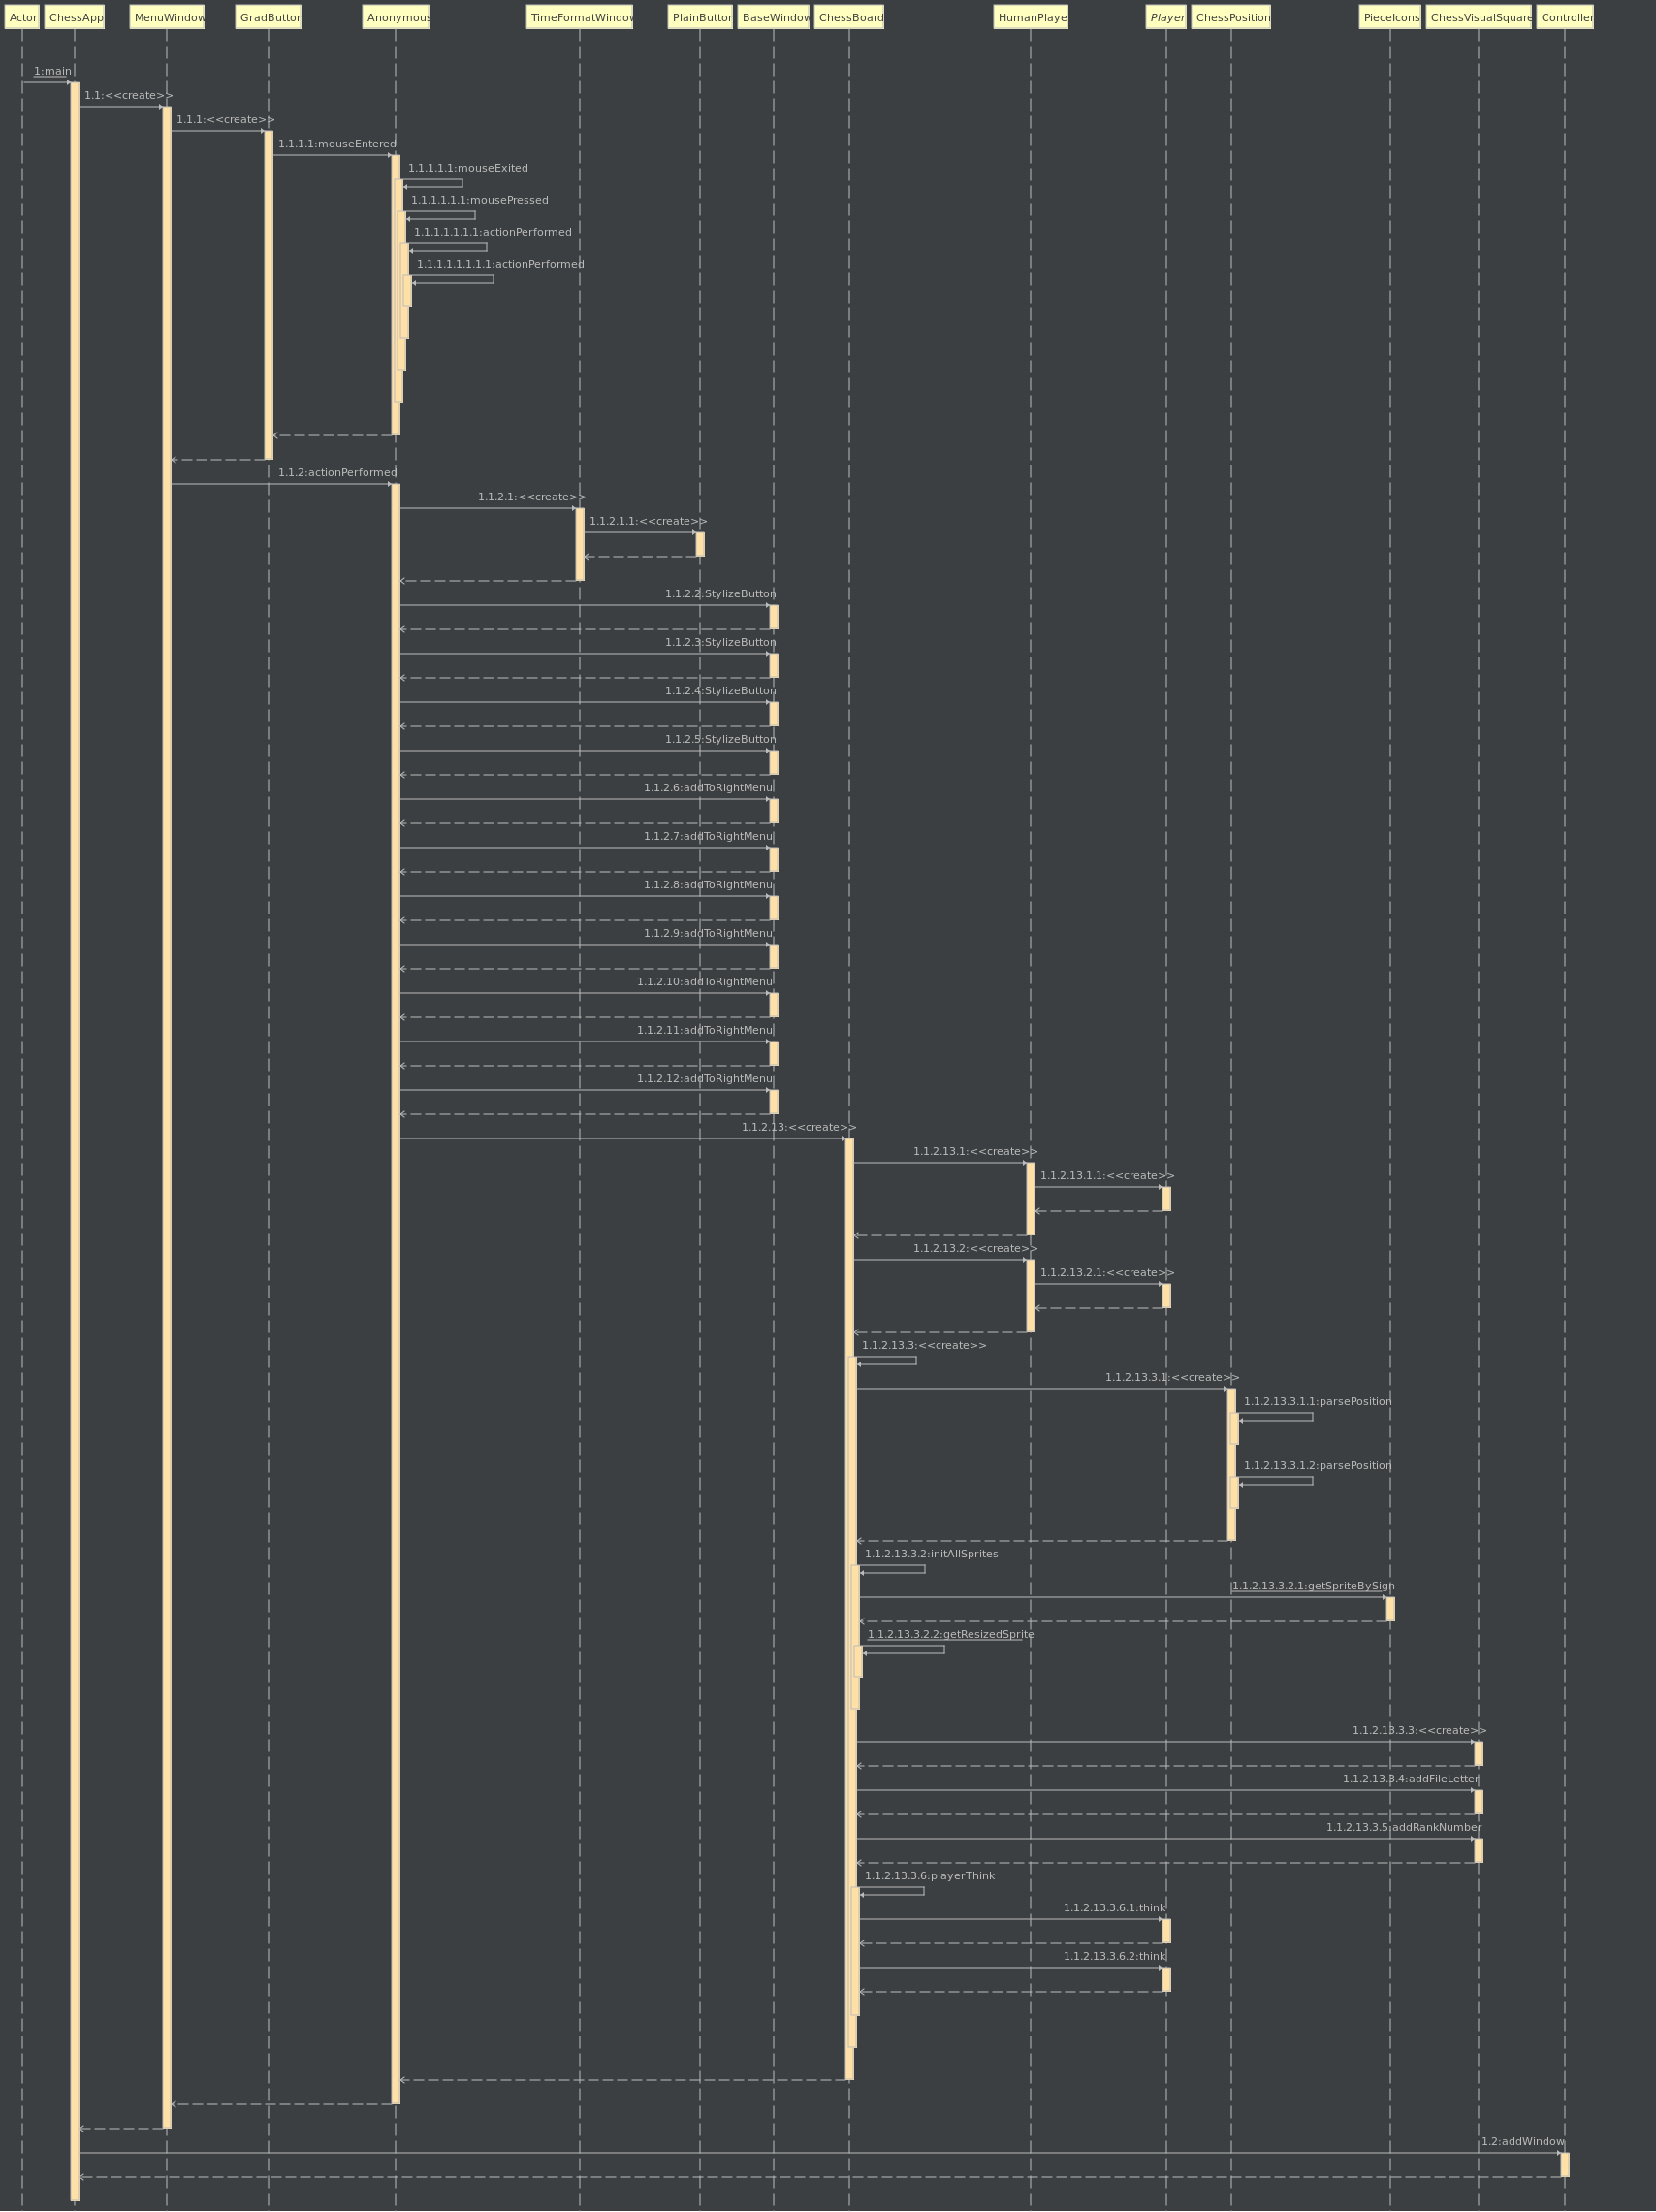 Actor ChessApp MenuWindow GradButton Anonymous TimeFormatWindow PlainButton BaseWindow ChessBoard HumanPlaye Player ChessPosition PieceIcons ChessVisualSquare Controller
1:main
1.1:<<create>>
1.1.1:<<create>>
1.1.1.1:mouseEntered
1.1.1.1.1:mouseExited
1.1.1.1.1.1:mousePressed
1.1.1.1.1.1.1:actionPerformed
1.1.1.1.1.1.1.1:actionPerformed
1.1.2:actionPerformed
1.1.2.1:<<create>>
1.1.2.1.1:<<create>>
1.1.2.2:StylizeButton
1.1.2.3:StylizeButton
1.1.2.4:StylizeButton
1.1.2.5:StylizeButton
1.1.2.6:addToRightMenu
1.1.2.7:addToRightMenu
1.1.2.8:addToRightMenu
1.1.2.9:addToRightMenu
1.1.2.10:addToRightMenu
1.1.2.11:addToRightMenu
1.1.2.12:addToRightMenu
1.1.2.13:<<create>>
1.1.2.13.1:<<create>>
1.1.2.13.1.1:<<create>>
1.1.2.13.2:<<create>>
1.1.2.13.2.1:<<create>>
1.1.2.13.3:<<create>>
1.1.2.13.3.1:<<create>>
1.1.2.13.3.1.1:parsePosition
1.1.2.13.3.1.2:parsePosition
1.1.2.13.3.2:initAllSprites
1.1.2.13.3.2.1:getSpriteBySign
1.1.2.13.3.2.2:getResizedSprite
1.1.2.13.3.3:<<create>>
1.1.2.13.3.4:addFileLetter
1.1.2.13.3.5:addRankNumber
1.1.2.13.3.6:playerThink
1.1.2.13.3.6.1:think
1.1.2.13.3.6.2:think
1.2:addWindow